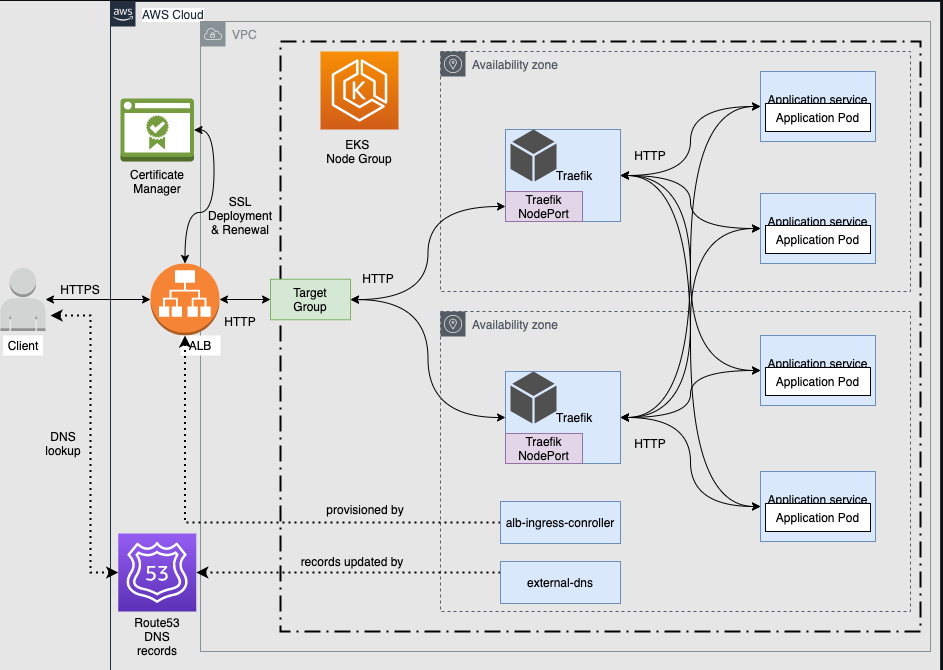 aws
AWS Cloud
VPC
Availability zone
EKS
Node Group
Certificate
Manager
SSL
Deployment
& Renewal
Traefik
Traefik
NodePort
HTTP
Application service
Application Pod
Application service
Application Pod
HTTPS
Client
ALB
HTTP
Target
Group
HTTP
Availability zone
Traefik
Traefik
NodePort
HTTP
Application service
Application Pod
Application service
Application Pod
DNS
lookup
provisioned by
alb-ingress-conroller
records updated by
external-dns
53
Route53
DNS
records